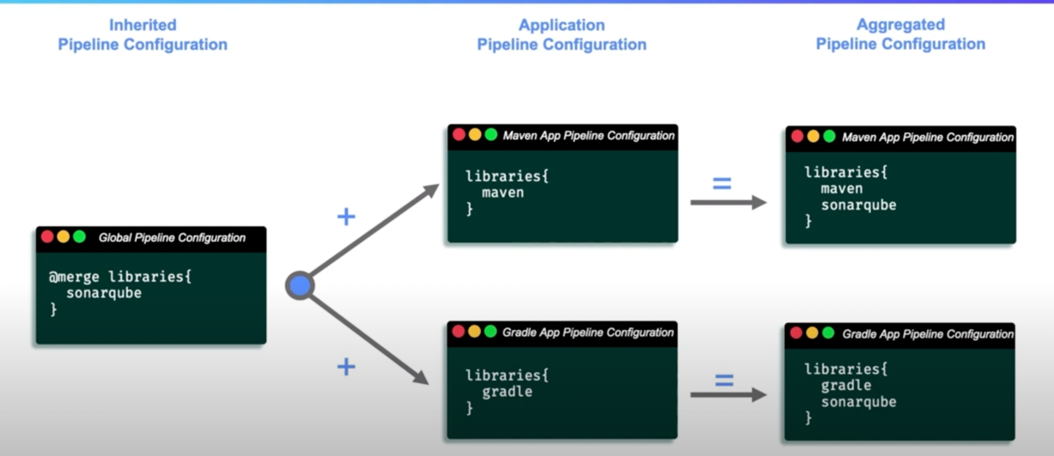 Inherited
Pipeline Configuration
Application
Pipeline Configuration
Aggregated
Pipeline Configuration
Global Pipeline Configuration
@merge libraries{
sonarqube
}
+
+
Maven App Pipeline Configuration
libraries{
maven
}
=
Maven App Pipeline Configuration
libraries{
maven
sonarqube
}
Gradle App Pipeline Configuration
libraries{
gradle
}
=
Gradle App Pipeline Configuration
libraries{
gradle
sonarqube
}